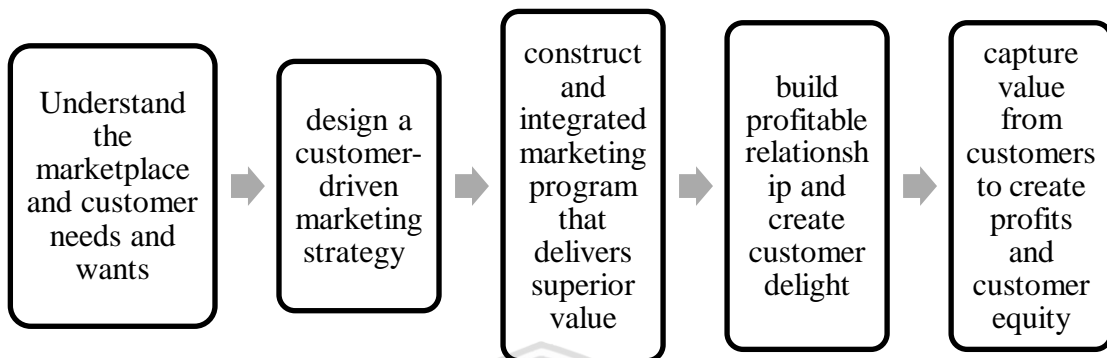 Understand
the
marketplace
and customer
needs and
wants
design a
customer-
driven
marketing
strategy
construct
and
integrated
marketing
program
that
delivers
superior
value
build
profitable
relationsh
ip and
create
customer
delight
capture
value
from
customers
to create
profits
and
customer
equity